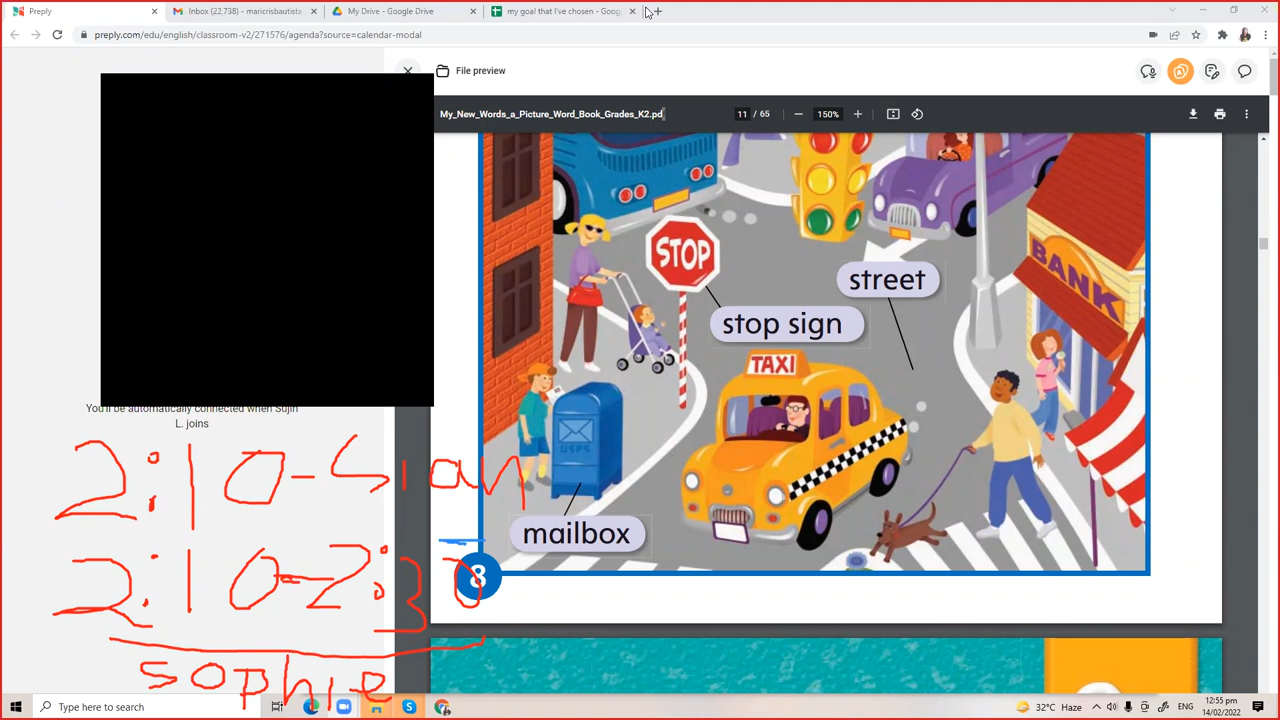 Preply
Inbox (22,738) - maricrisbautista
My Drive - Google Drive
my goal that I've chosen - Goog
preply.com/edu/english/classroom-v2/271576/agenda?source=calendar-modal
File preview
My_New_Words_a_Picture_Word_Book_Grades_K2.pd
11 / 65
150%
STOP
street
BANK
stop sign
TAXI
You'll be automatically connected when Sujin
L. joins
USPS
mailbox
8
2:10-Sian
2:10-2:30
sophie
Type here to search
32°C Haze
ENG
12:55 pm
14/02/2022